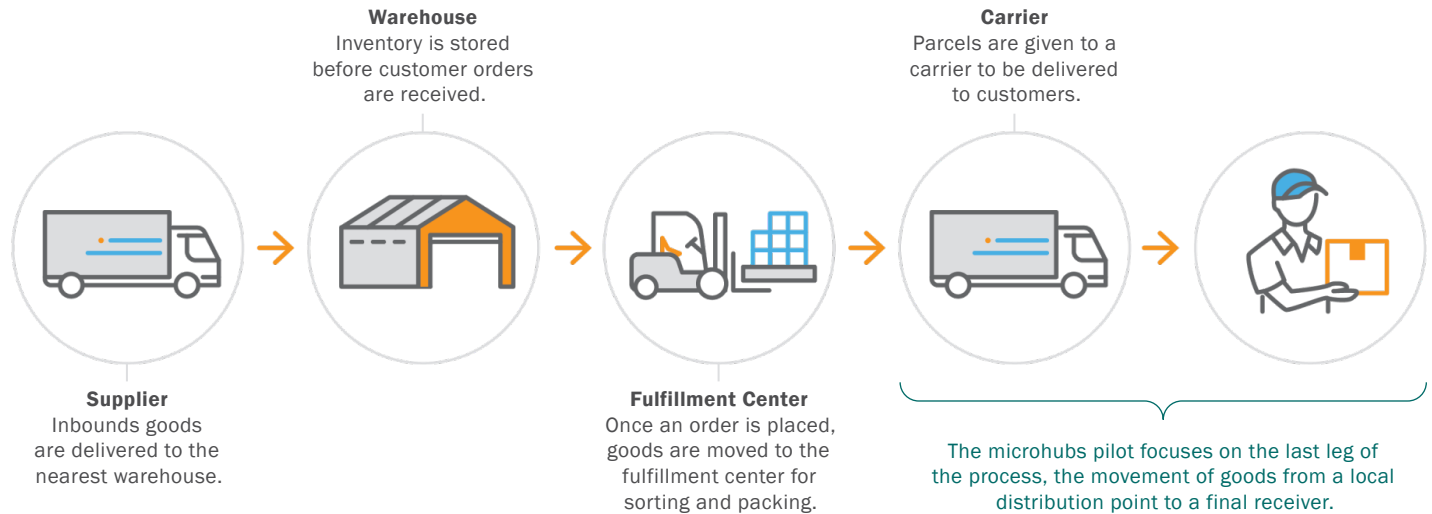 Warehouse
Inventory is stored
before customer orders
are received.
Carrier
Parcels are given to a
carrier to be delivered
to customers.
Supplier
Inbounds goods
are delivered to the
nearest warehouse.
Fulfillment Center
Once an order is placed,
goods are moved to the
fulfillment center for
sorting and packing.
The microhubs pilot focuses on the last leg of
the process, the movement of goods from a local
distribution point to a final receiver.